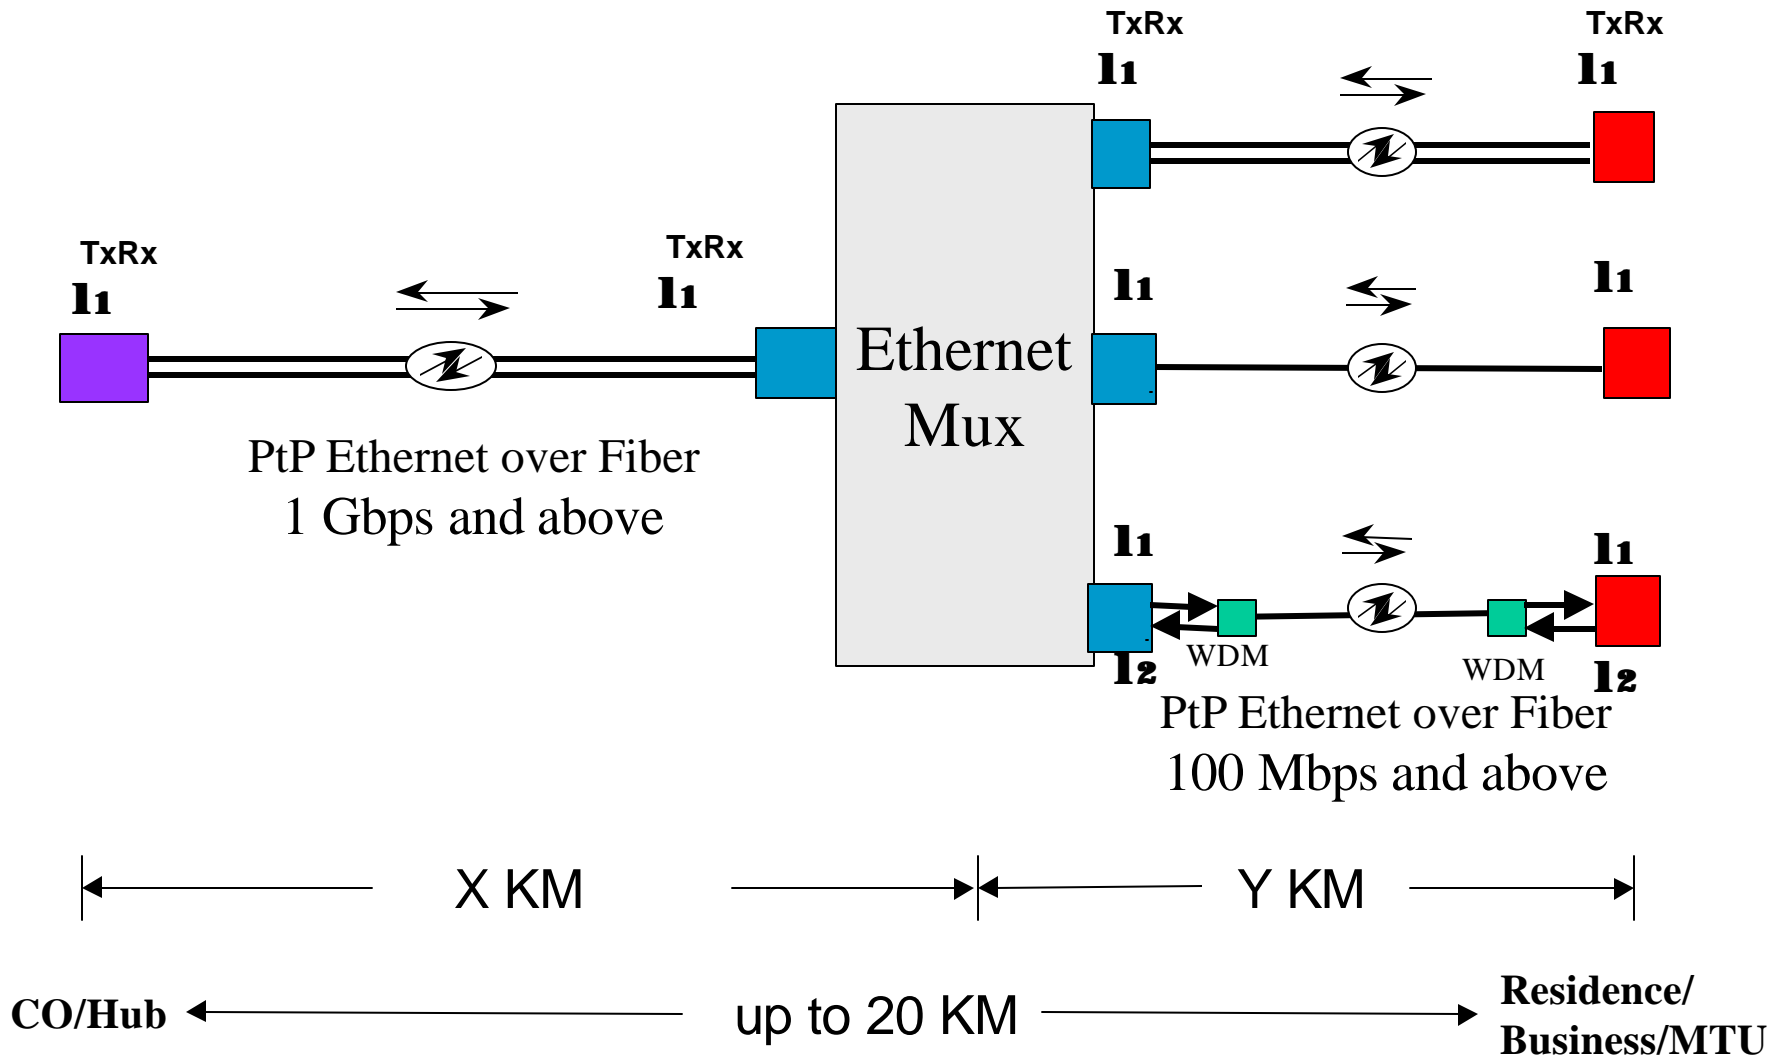 TxRx
l1
TxRx
l1
TxRx
l1
TxRx
l1
l1
l1
Ethernet
Mux
PtP Ethernet over Fiber
1 Gbps and above
l1
l1
WDM
WDM
l2
l2
PtP Ethernet over Fiber
100 Mbps and above
X KM
Y KM
CO/Hub
up to 20 KM
Residence/
Business/MTU